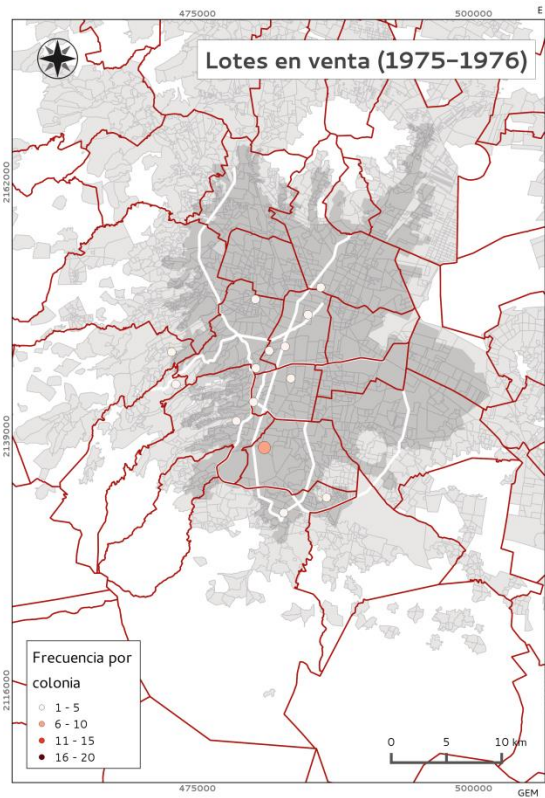 475000
500000
E
Lotes en venta (1975–1976)
2162000
2139000
2116000
Frecuencia por
colonia
1 - 5
6 - 10
11 - 15
16 - 20
0 5 10 km
475000
500000
GEM